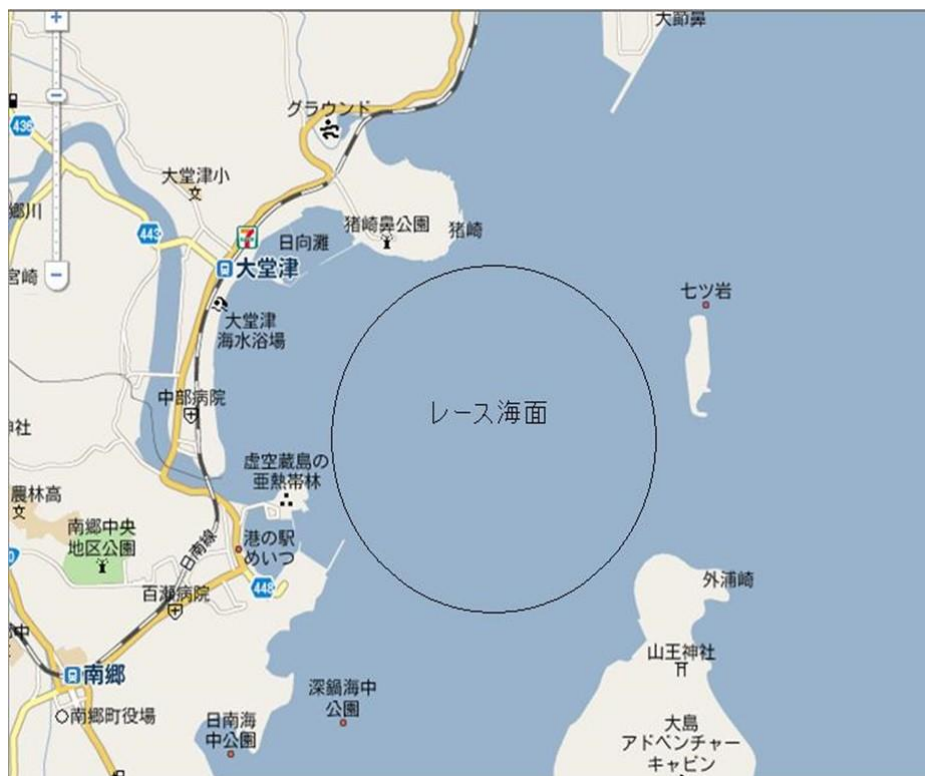 大節鼻
グラウンド
436
大堂津小
郷川
443
猪崎鼻公園
猪崎
日向灘
大堂津
宮崎
七ツ岩
大堂津
海水浴場
中部病院
レース海面
神社
虚空蔵島の
亜熱帯林
農林高
南郷中央
地区公園
日南線
港の駅
めいつ
448
百瀬病院
外浦崎
南郷
山王神社
深鍋海中
公園
南郷町役場
日南海
中公園
大島
アドベンチャー
キャビン